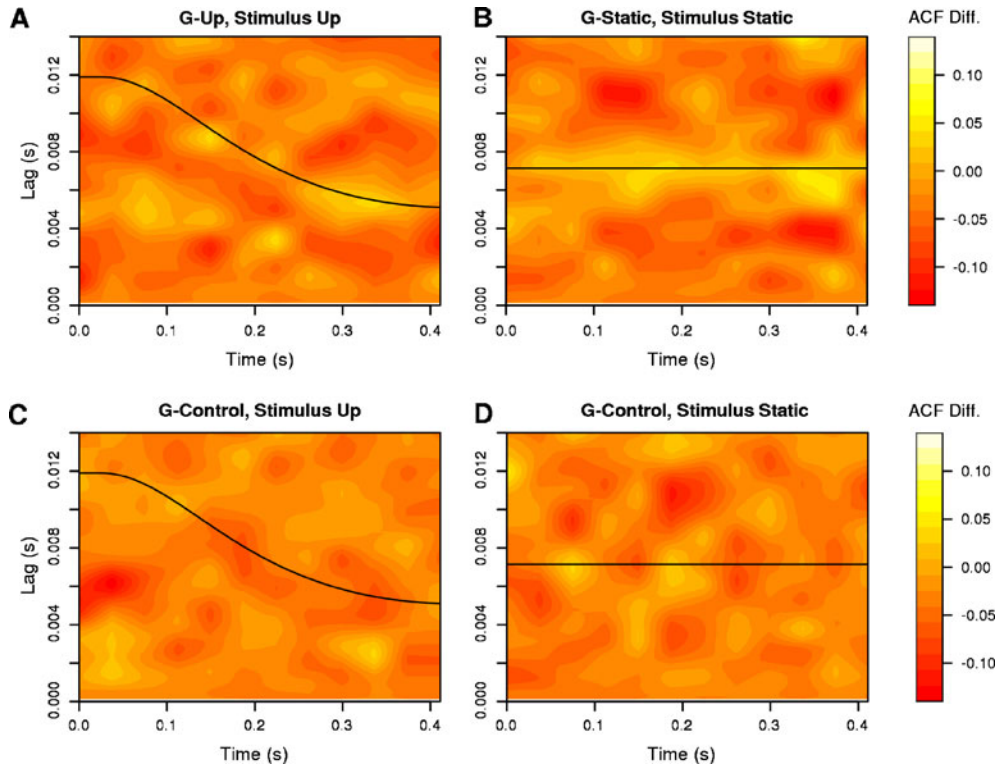 A
G-Up, Stimulus Up
Lag (s)
0.012
0.008
0.004
0.000
0.0 0.1 0.2 0.3 0.4
Time (s)
B
G-Static, Stimulus Static
0.012
0.008
0.004
0.000
0.0 0.1 0.2 0.3 0.4
Time (s)
ACF Diff.
0.10
0.05
0.00
-0.05
-0.10
C
G-Control, Stimulus Up
Lag (s)
0.012
0.008
0.004
0.000
0.0 0.1 0.2 0.3 0.4
Time (s)
D
G-Control, Stimulus Static
0.012
0.008
0.004
0.000
0.0 0.1 0.2 0.3 0.4
Time (s)
ACF Diff.
0.10
0.05
0.00
-0.05
-0.10